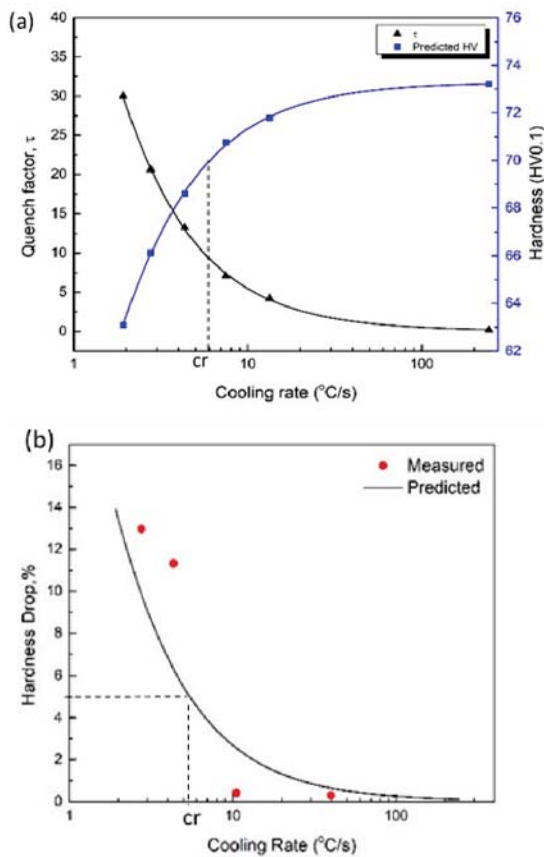 (a)
40
35
30
25
20
15
10
5
0
Quench factor, τ
τ
Predicted HV
76
74
72
70
68
66
64
62
Hardness (HV0.1)
1
cr
10
100
Cooling rate (°C/s)
(b)
16
14
12
10
8
6
4
2
0
Hardness Drop,%
Measured
Predicted
1
cr
10
100
Cooling Rate (°C/s)